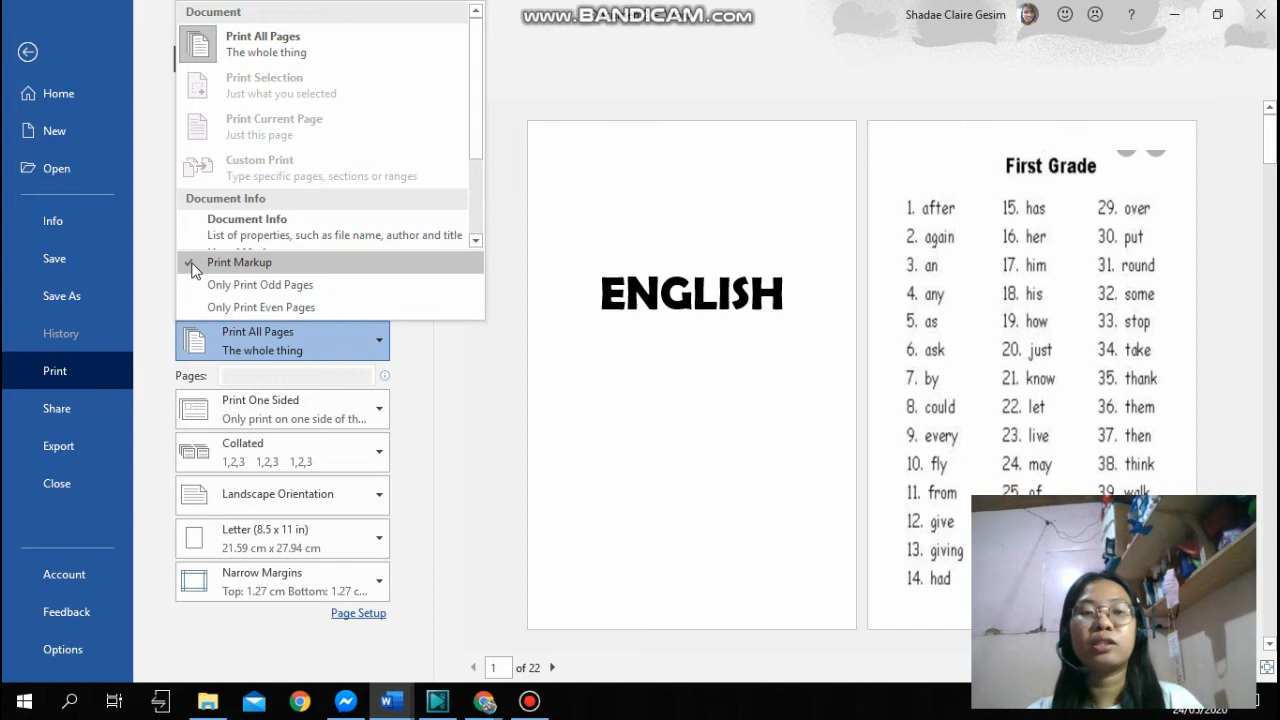 www.BANDICAM.com
Shadae Claire Gesim
?
Home
New
Open
Info
Save
Save As
History
Print
Share
Export
Close
Account
Feedback
Options
Document
Print All Pages
The whole thing
Print Selection
Just what you selected
Print Current Page
Just this page
Custom Print
Type specific pages, sections or ranges
Document Info
Document Info
List of properties, such as file name, author and title
Print Markup
Only Print Odd Pages
Only Print Even Pages
Print All Pages
The whole thing
Pages:
Print One Sided
Only print on one side of th...
Collated
1,2,3 1,2,3 1,2,3
Landscape Orientation
Letter (8.5 x 11 in)
21.59 cm x 27.94 cm
Narrow Margins
Top: 1.27 cm Bottom: 1.27 c...
Page Setup
ENGLISH
First Grade
1. after
2. again
3. an
4. any
5. as
6. ask
7. by
8. could
9. every
10. fly
11. from
12. give
13. giving
14. had
15. has
16. her
17. him
18. his
19. how
20. just
21. know
22. let
23. live
24. may
25. of
29. over
30. put
31. round
32. some
33. stop
34. take
35. thank
36. them
37. then
38. think
39. walk
1 of 22